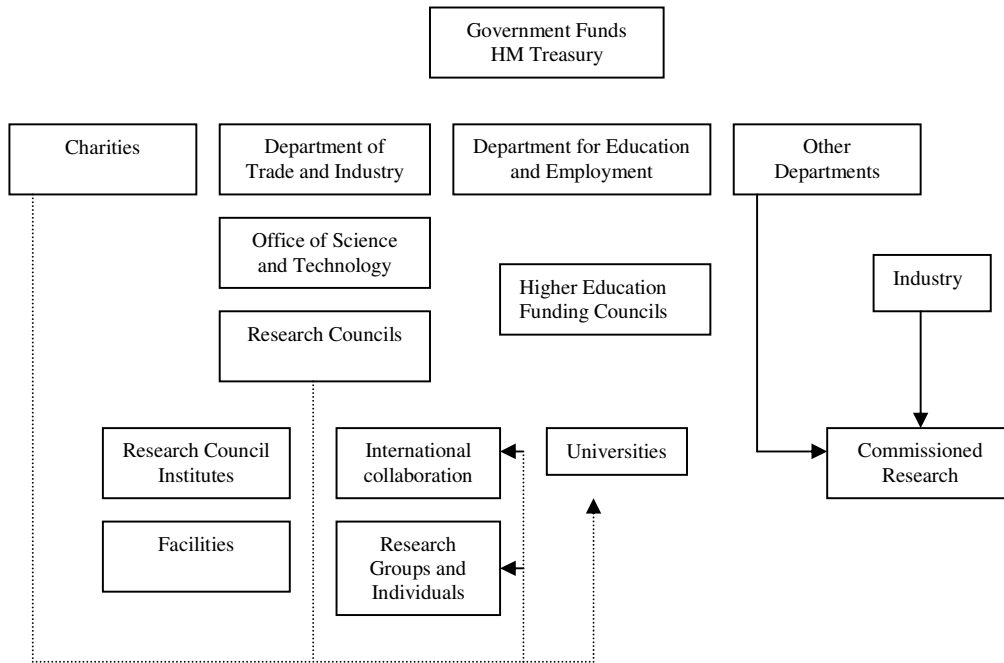 Government Funds
HM Treasury
Charities
Department of
Trade and Industry
Department for Education
and Employment
Other
Departments
Office of Science
and Technology
Higher Education
Funding Councils
Industry
Research Councils
Research Council
Institutes
International
collaboration
Universities
Commissioned
Research
Facilities
Research
Groups and
Individuals